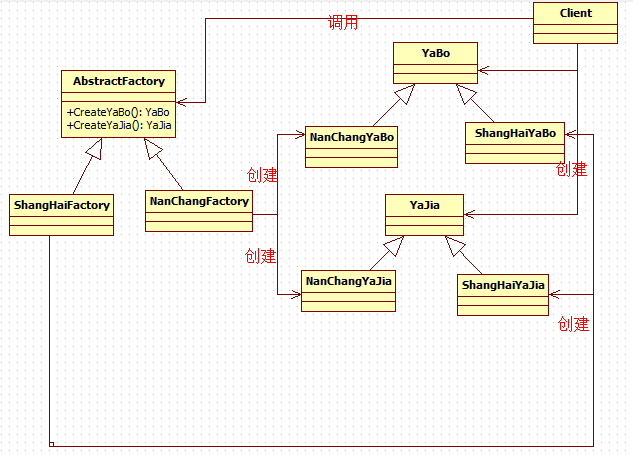 Client
调用
YaBo
AbstractFactory
+CreateYaBo(): YaBo
+CreateYaJia(): YaJia
NanChangYaBo
ShangHaiYaBo
创建
创建
ShangHaiFactory
NanChangFactory
YaJia
创建
NanChangYaJia
ShangHaiYaJia
创建